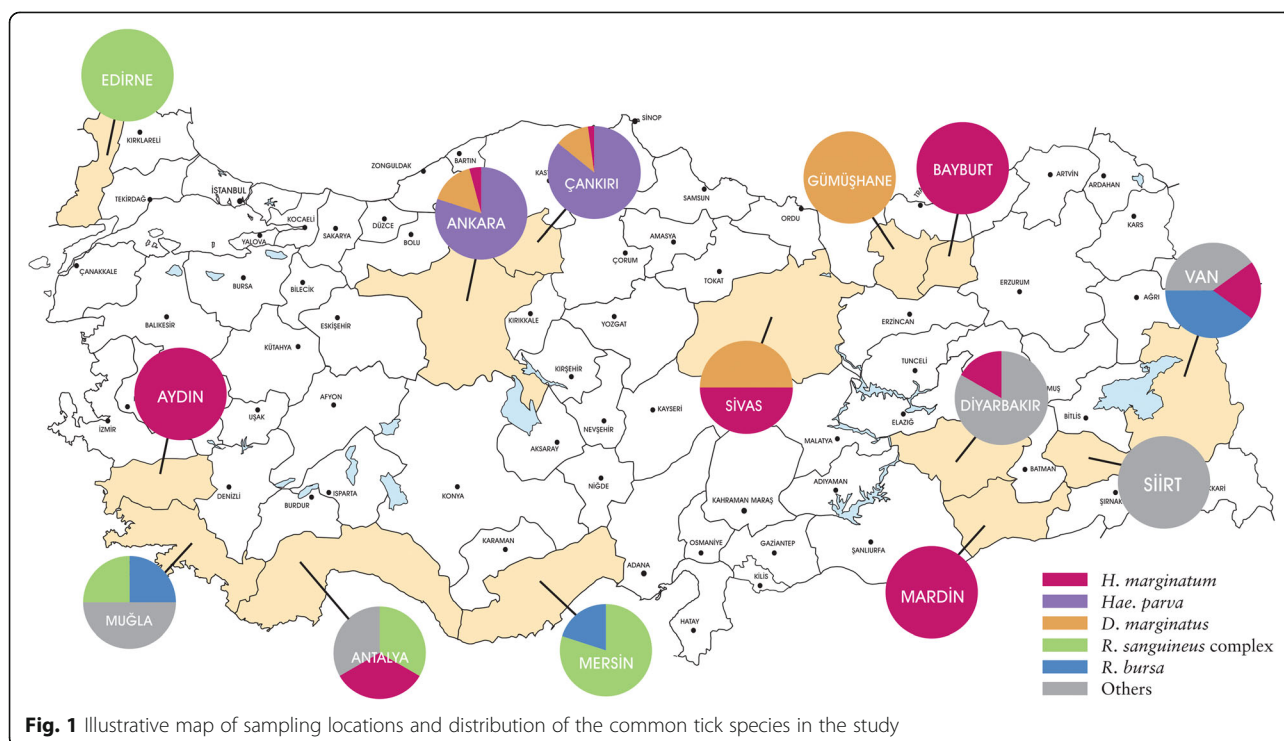 EDİRNE
KIRKLARELİ
SİNOP
BARTIN
ZONGULDAK
KAS
ÇANKIRI
GÜMÜŞHANE
BAYBURT
ARTVİN
ARDAHAN
TEKİRDAĞ
İSTANBUL
KOCAELİ
YALOVA
SAKARYA
DÜZCE
BOLU
ANKARA
SAMSUN
ORDU
TRA
KARS
AMASYA
ÇORUM
TOKAT
ÇANAKKALE
BURSA
BİLECİK
ESKİŞEHİR
KIRIKKALE
YOZGAT
ERZİNCAN
ERZURUM
AĞRI
VAN
BALIKESİR
KÜTAHYA
KIRŞEHİR
SİVAS
TUNCELİ
DİYARBAKIR
MUŞ
BİTLİS
AYDIN
AFYON
UŞAK
İZMİR
AKSARAY
NEVŞEHİR
KAYSERİ
ELAZIĞ
MALATYA
BATMAN
SİİRT
DENİZLİ
ISPARTA
BURDUR
KONYA
NİĞDE
KAHRAMAN MARAŞ
ADIYAMAN
ŞIRNAK
KKARİ
KARAMAN
ADANA
OSMANİYE
GAZİANTEP
KİLİS
ŞANLIURFA
MARDİN
HATAY
MUĞLA
ANTALYA
MERSİN
H. marginatum
Hae. parva
D. marginatus
R. sanguineus complex
R. bursa
Others
Fig. 1 Illustrative map of sampling locations and distribution of the common tick species in the study